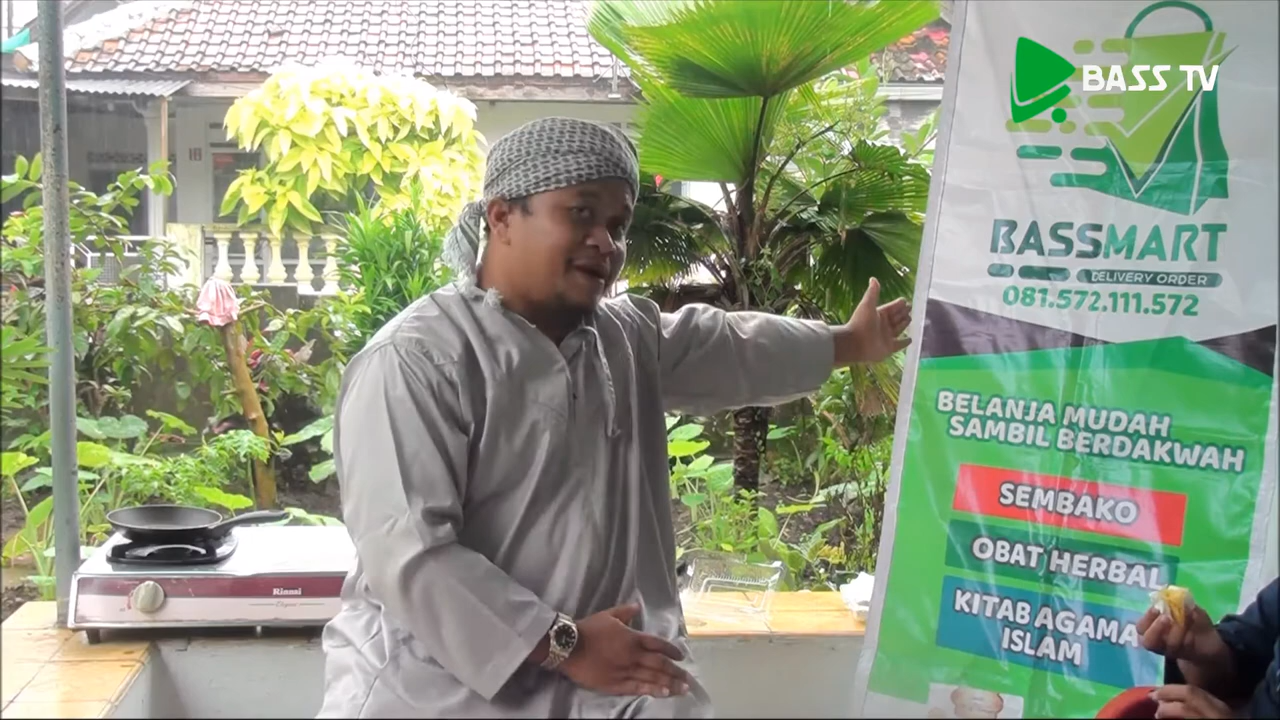 BASS TV
BASSMART
DELIVERY ORDER
081.572.111.572
BELANJA MUDAH
SAMBIL BERDAKWAH
SEMBAKO
OBAT HERBAL
KITAB AGAMA
ISLAM
Rinnai